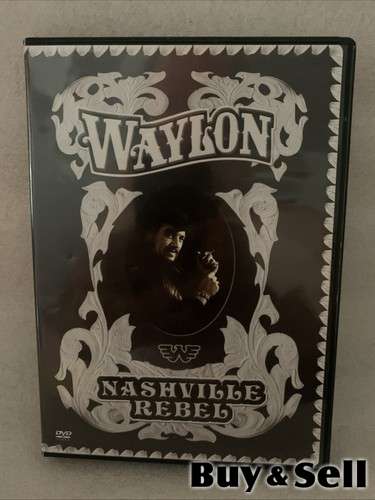 WAYLON
NASHVILLE
REBEL
DVD
Buy & Sell